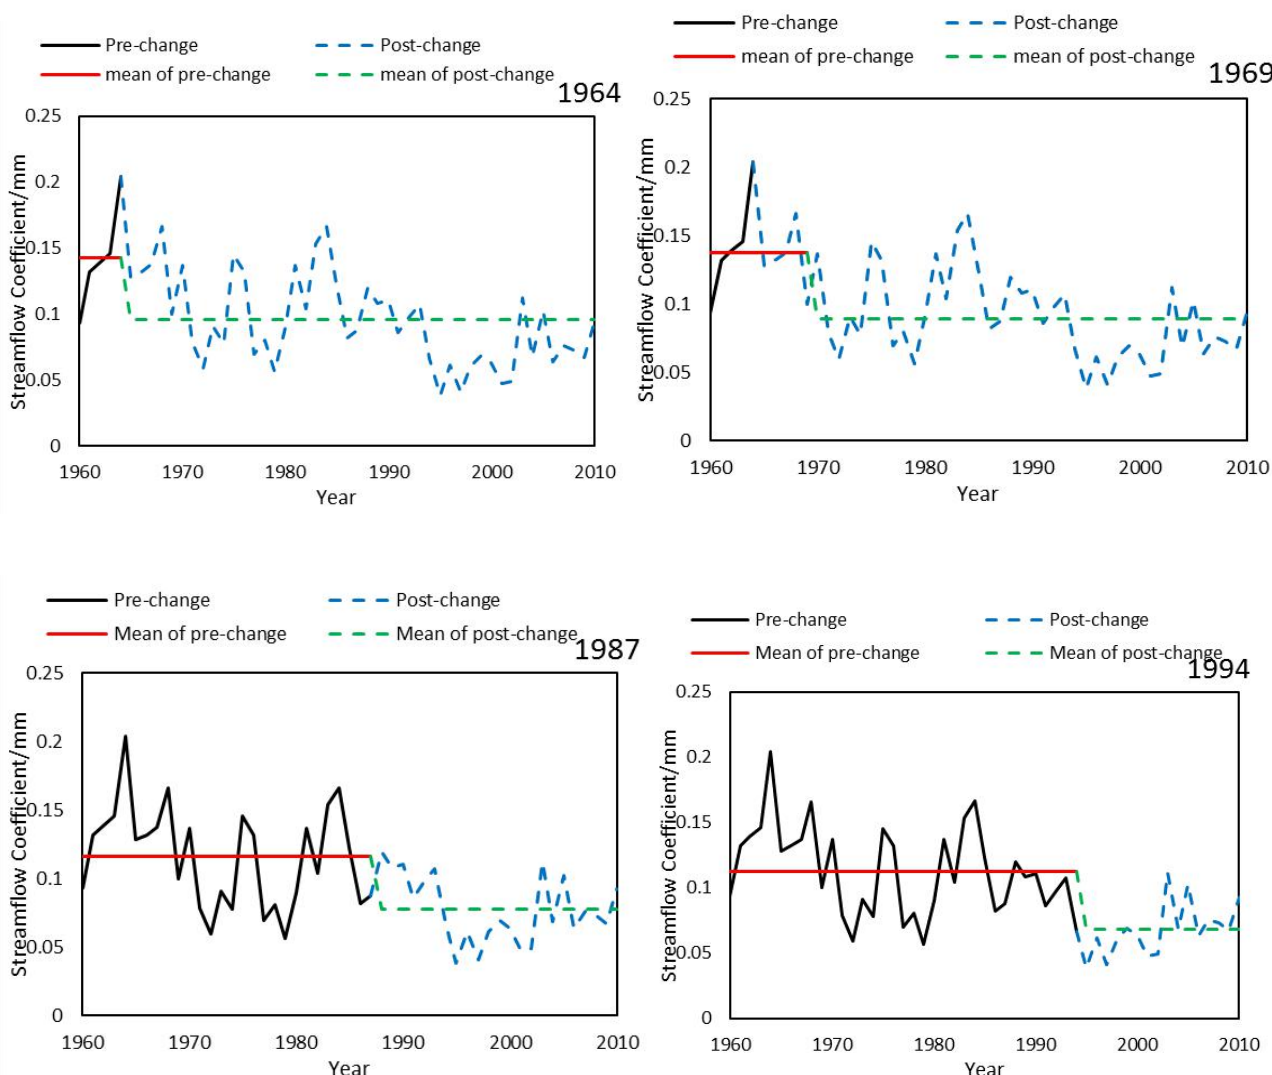 Pre-change Post-change
mean of pre-change mean of post-change
1964
0.25
0.2
0.15
0.1
0.05
0
Streamflow Coefficient/mm
1960 1970 1980 1990 2000 2010
Year
Pre-change Post-change
mean of pre-change mean of post-change
1969
0.25
0.2
0.15
0.1
0.05
0
Streamflow Coefficient/mm
1960 1970 1980 1990 2000 2010
Year
Pre-change Post-change
Mean of pre-change Mean of post-change
1987
0.25
0.2
0.15
0.1
0.05
0
Streamflow Coefficient/mm
1960 1970 1980 1990 2000 2010
Year
Pre-change Post-change
Mean of pre-change Mean of post-change
1994
0.25
0.2
0.15
0.1
0.05
0
Streamflow Coefficient/mm
1960 1970 1980 1990 2000 2010
Year